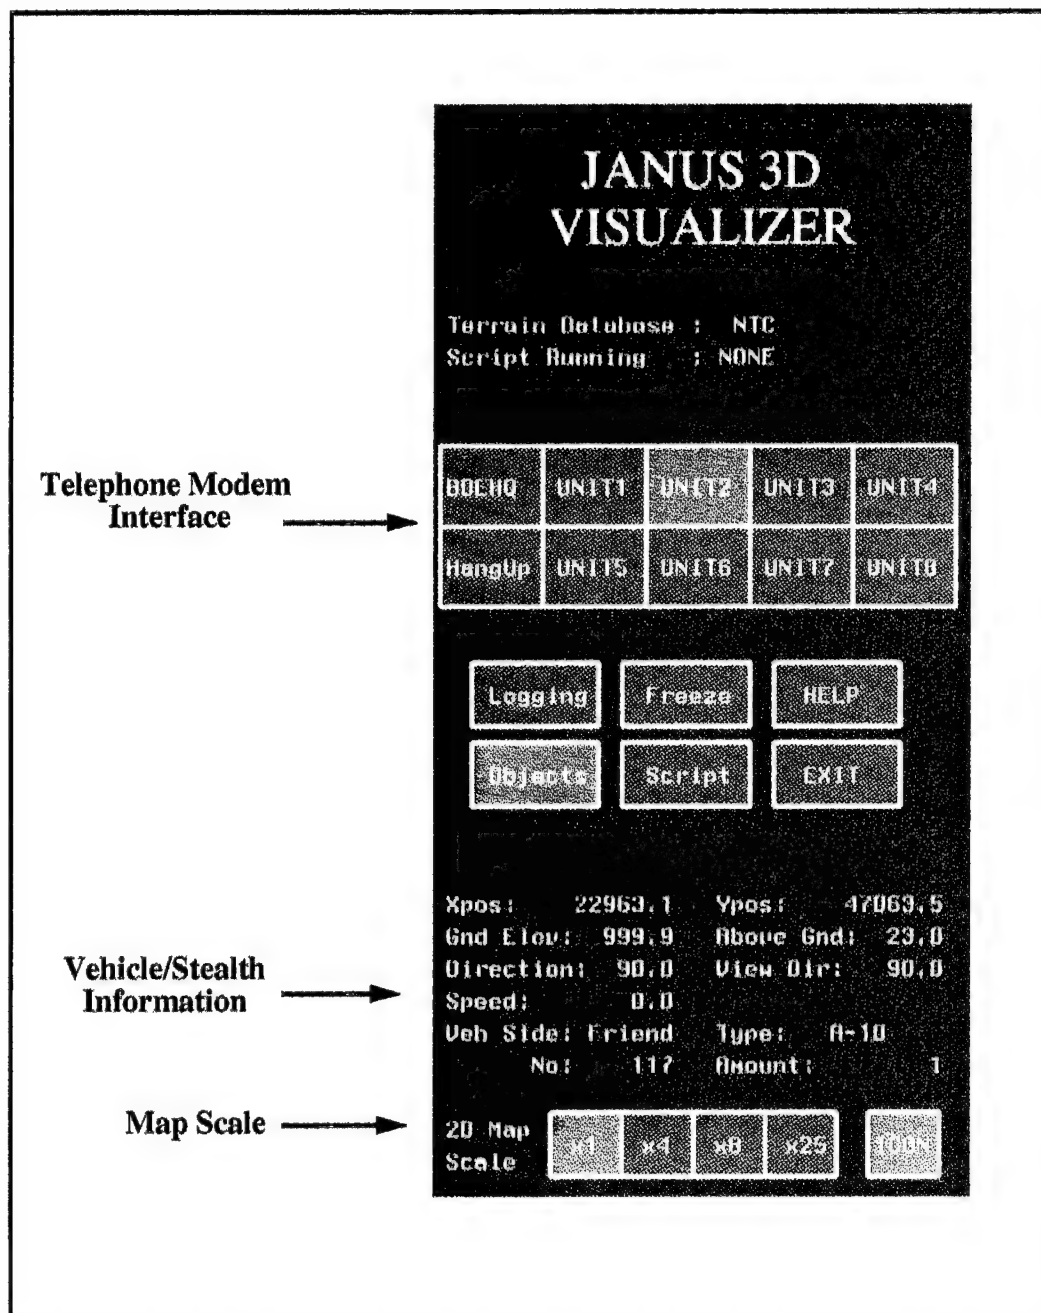 JANUS 3D
VISUALIZER
Terrain Database : NTC
Script Running : NONE
Telephone Modem
Interface
BDEHQ UNIT1 UNIT2 UNIT3 UNIT4
HangUp UNIT5 UNIT6 UNIT7 UNIT8
Logging Freeze HELP
Objects Script EXIT
Vehicle/Stealth
Information
Xpos: 22963.1 Ypos: 47063.5
Gnd Elev: 999.9 Above Gnd: 23.0
Direction: 90.0 View Dir: 90.0
Speed: 0.0
Veh Side: Friend Type: A-10
No: 117 Amount: 1
Map Scale
2D Map
Scale
x1 x4 x8 x25 ICON